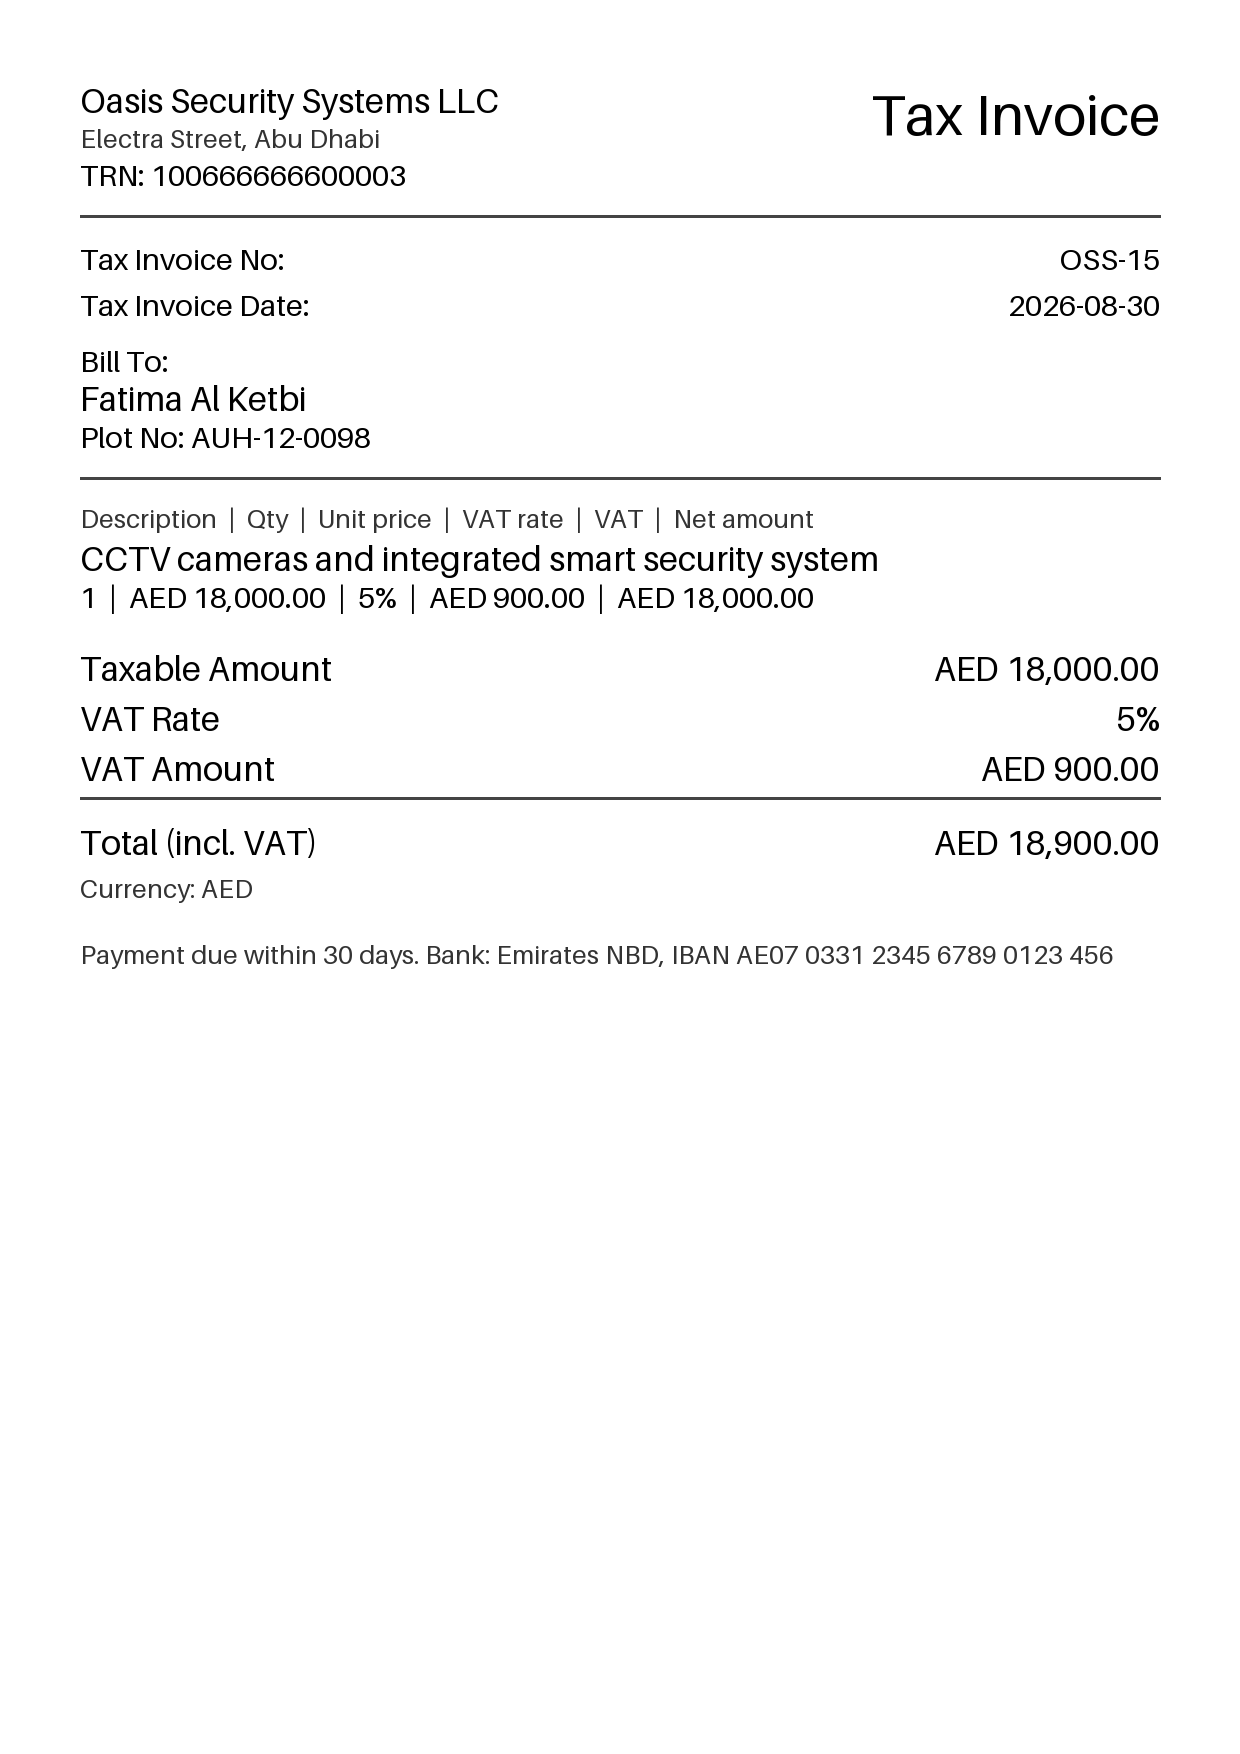 Oasis Security Systems LLC
Tax Invoice
Electra Street, Abu Dhabi
TRN: 100666666600003
Tax Invoice No: OSS-15
Tax Invoice Date: 2026-08-30
Bill To:
Fatima Al Ketbi
Plot No: AUH-12-0098
Description | Qty | Unit price | VAT rate | VAT | Net amount
CCTV cameras and integrated smart security system
1 | AED 18,000.00 | 5% | AED 900.00 | AED 18,000.00
Taxable Amount AED 18,000.00
VAT Rate 5%
VAT Amount AED 900.00
Total (incl. VAT) AED 18,900.00
Currency: AED
Payment due within 30 days. Bank: Emirates NBD, IBAN AE07 0331 2345 6789 0123 456